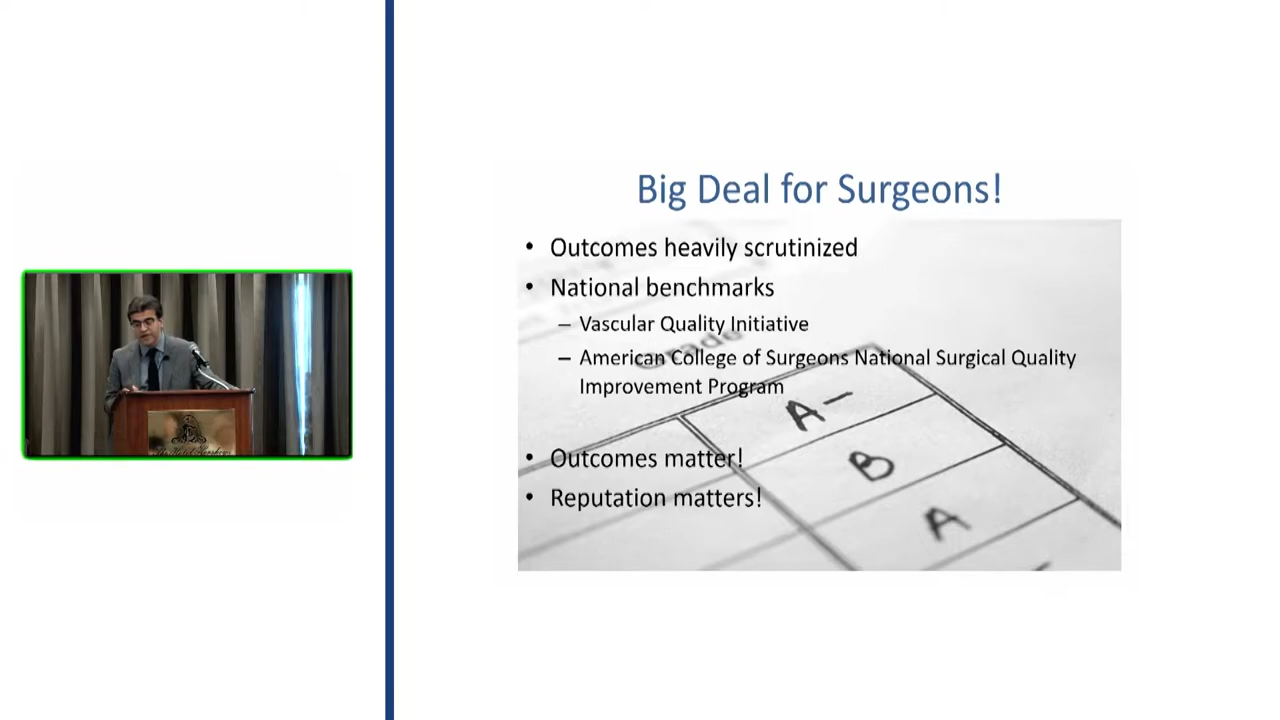 Big Deal for Surgeons!
• Outcomes heavily scrutinized
• National benchmarks
– Vascular Quality Initiative
– American College of Surgeons National Surgical Quality
Improvement Program
Grade
A-
B
A
• Outcomes matter!
• Reputation matters!